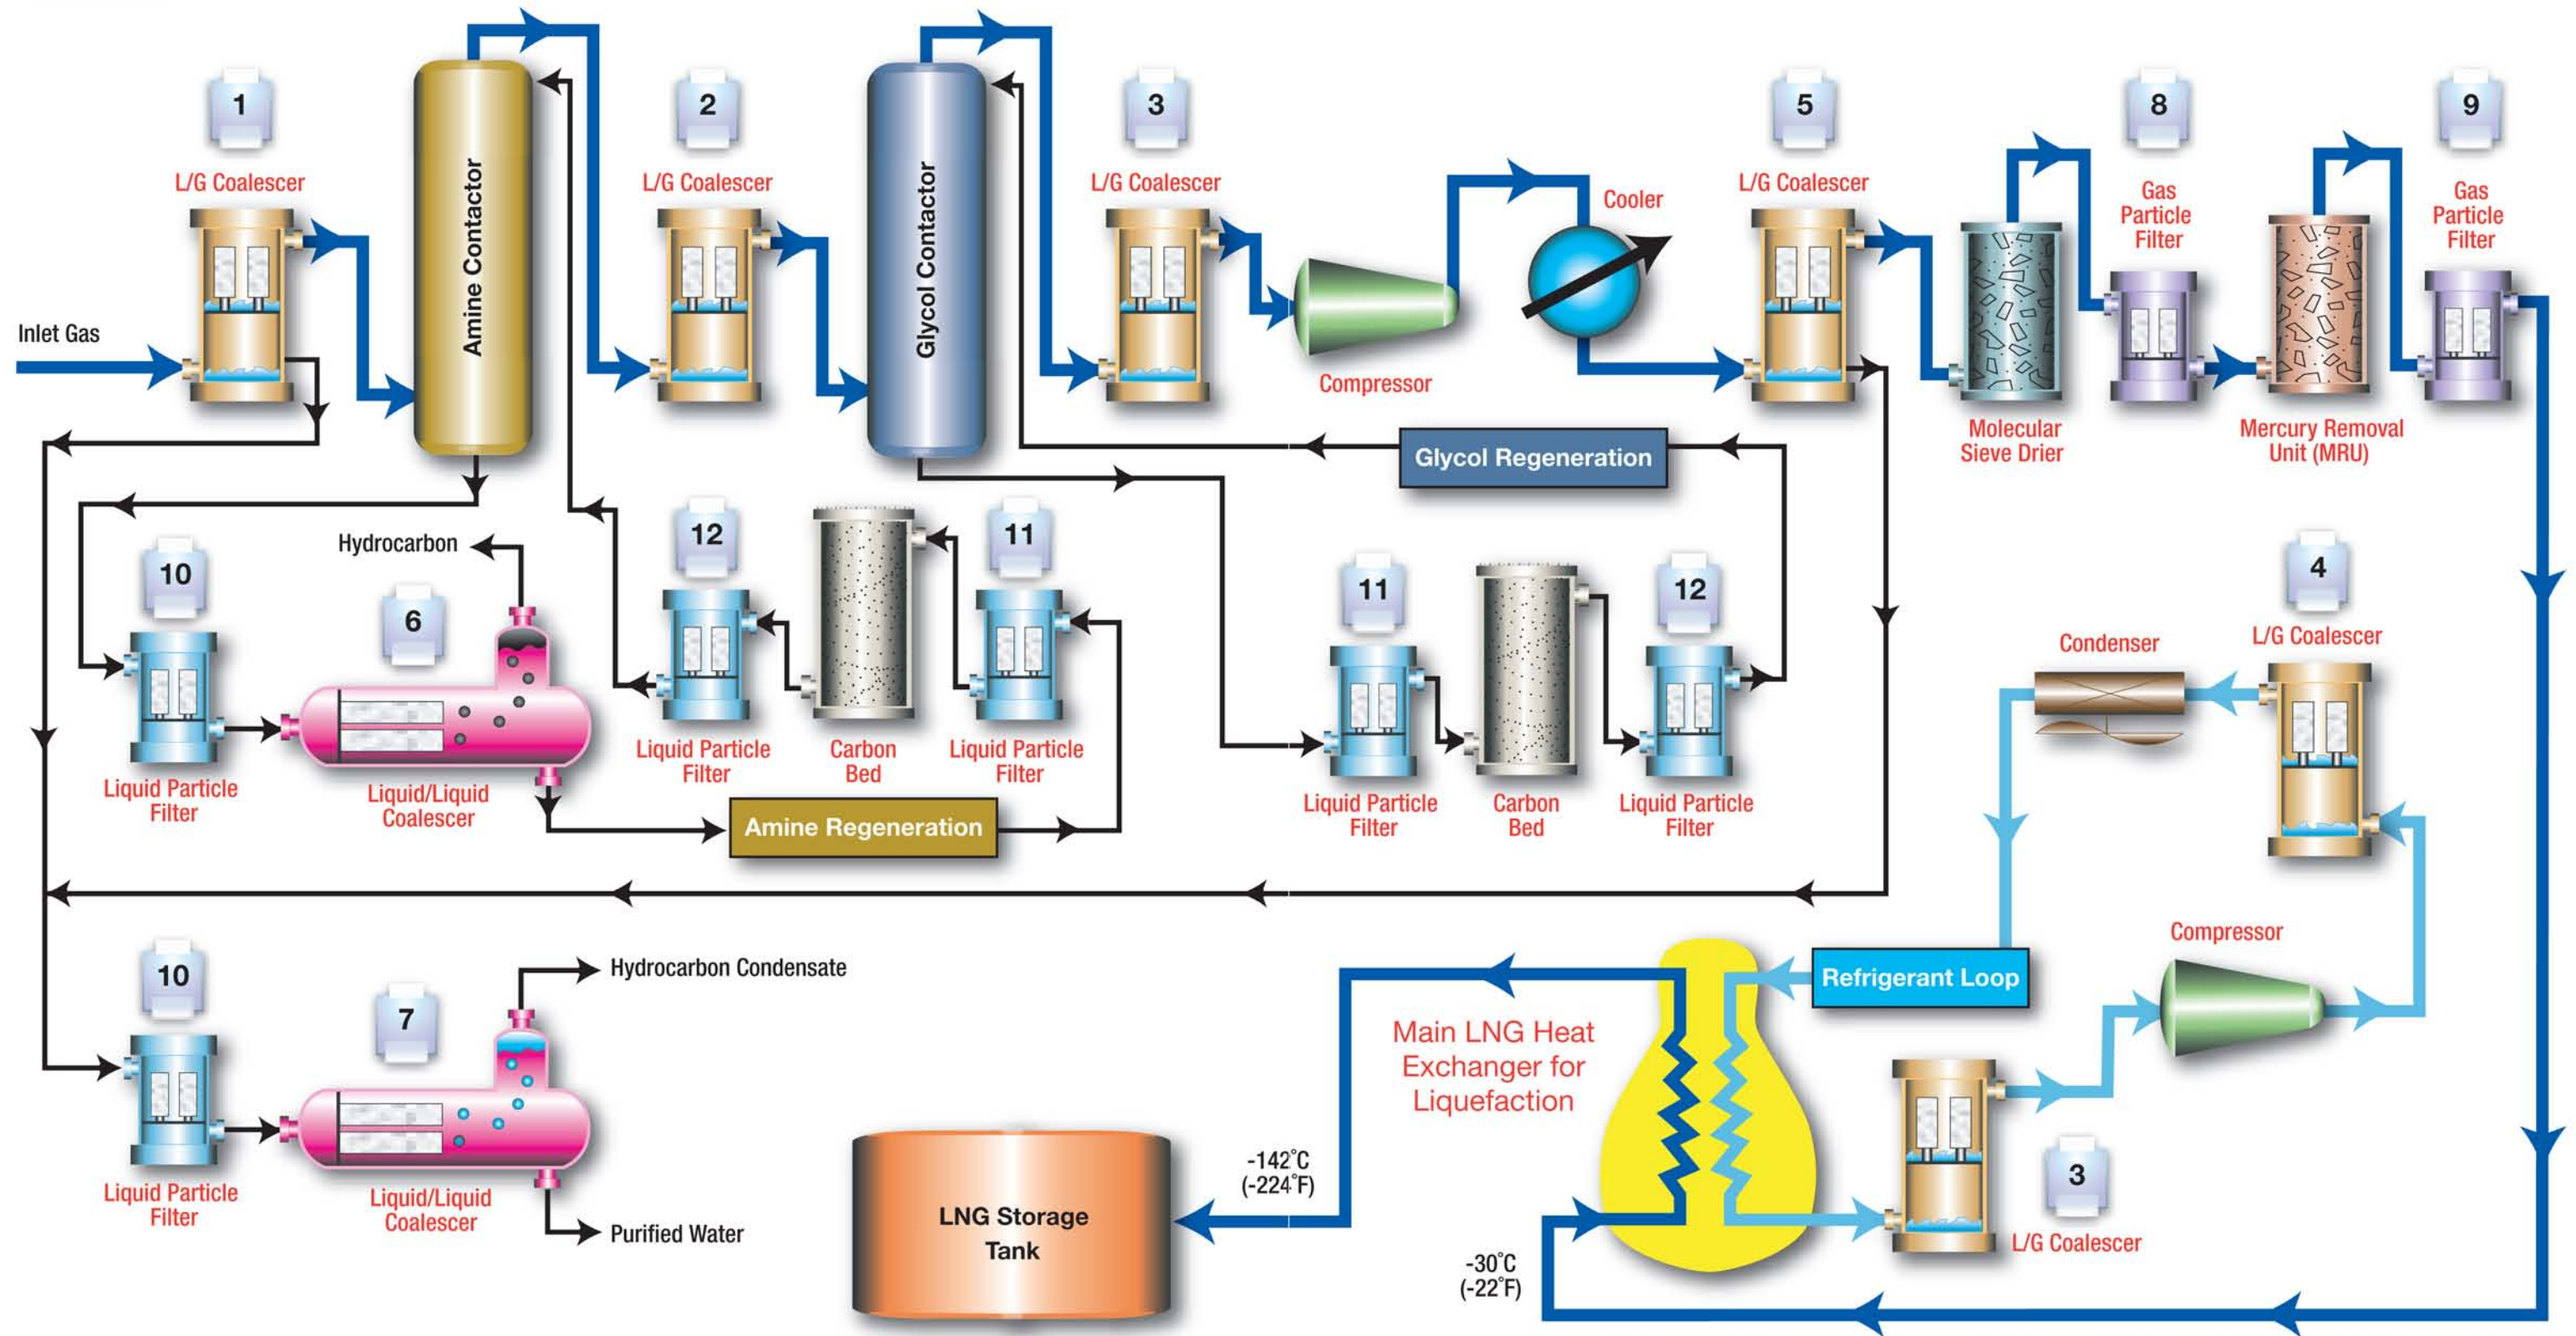 1
2
3
5
8
9
L/G Coalescer
L/G Coalescer
L/G Coalescer
L/G Coalescer
Gas
Particle
Filter
Gas
Particle
Filter
Cooler
Amine Contactor
Glycol Contactor
Inlet Gas
Compressor
Molecular
Sieve Drier
Mercury Removal
Unit (MRU)
Glycol Regeneration
Hydrocarbon
12
11
10
6
11
12
4
L/G Coalescer
Condenser
Liquid Particle
Filter
Carbon
Bed
Liquid Particle
Filter
Liquid Particle
Filter
Liquid/Liquid
Coalescer
Liquid Particle
Filter
Carbon
Bed
Liquid Particle
Filter
Amine Regeneration
Compressor
10
7
Hydrocarbon Condensate
Refrigerant Loop
Main LNG Heat
Exchanger for
Liquefaction
-142°C
(-224°F)
3
L/G Coalescer
Liquid Particle
Filter
Liquid/Liquid
Coalescer
Purified Water
LNG Storage
Tank
-30°C
(-22°F)